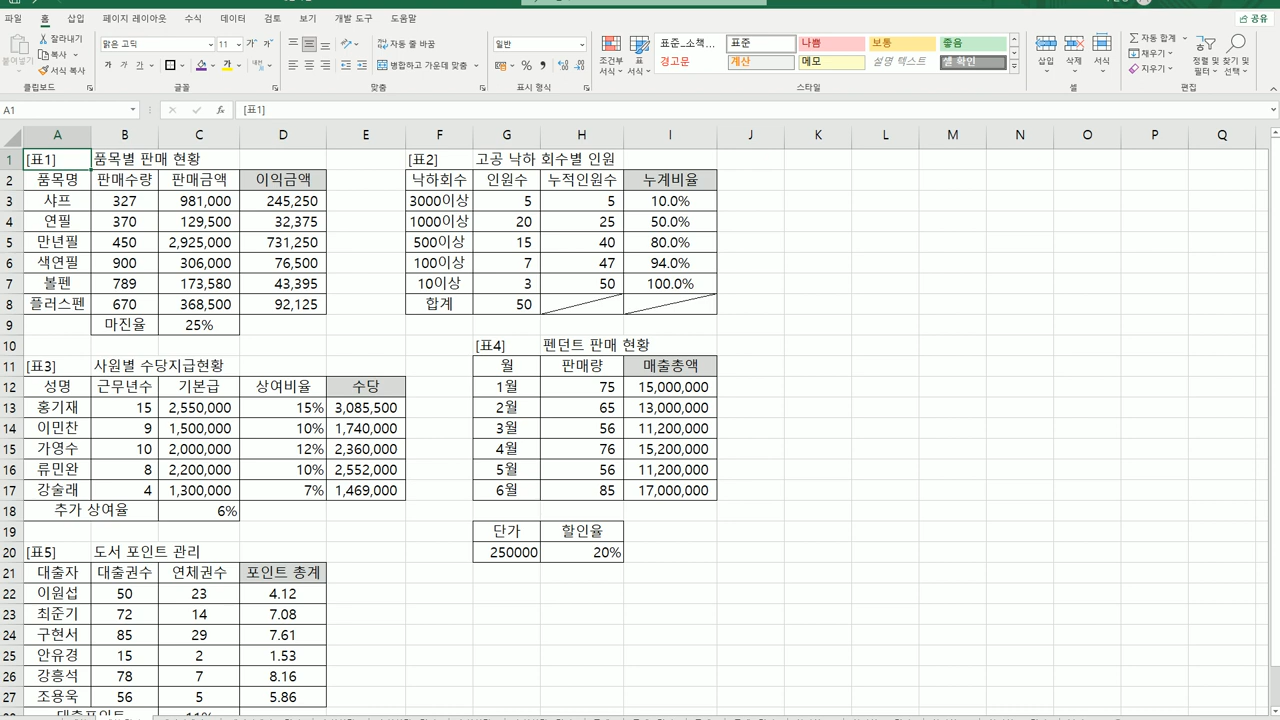 파일 홈 삽입 페이지 레이아웃 수식 데이터 검토 보기 개발 도구 도움말 공유
붙여넣기 잘라내기 복사 서식 복사 클립보드
맑은 고딕 11 가 가 가 가 가 글꼴
자동 줄 바꿈 병합하고 가운데 맞춤 맞춤
일반 % 표시 형식
조건부 서식 표 서식
표준_소책... 표준 나쁨 보통 좋음
경고문 계산 메모 설명 텍스트 셀 확인
스타일
삽입 삭제 서식 셀
자동 합계 채우기 지우기 정렬 및 필터 찾기 및 선택 편집
A1 fx [표1]
A B C D E F G H I J K L M N O P Q
1 [표1] 품목별 판매 현황 [표2] 고공 낙하 회수별 인원
2 품목명 판매수량 판매금액 이익금액 낙하회수 인원수 누적인원수 누계비율
3 샤프 327 981,000 245,250 3000이상 5 5 10.0%
4 연필 370 129,500 32,375 1000이상 20 25 50.0%
5 만년필 450 2,925,000 731,250 500이상 15 40 80.0%
6 색연필 900 306,000 76,500 100이상 7 47 94.0%
7 볼펜 789 173,580 43,395 10이상 3 50 100.0%
8 플러스펜 670 368,500 92,125 합계 50
9 마진율 25%
10 [표4] 펜던트 판매 현황
11 [표3] 사원별 수당지급현황 월 판매량 매출총액
12 성명 근무년수 기본급 상여비율 수당 1월 75 15,000,000
13 홍기재 15 2,550,000 15% 3,085,500 2월 65 13,000,000
14 이민찬 9 1,500,000 10% 1,740,000 3월 56 11,200,000
15 가영수 10 2,000,000 12% 2,360,000 4월 76 15,200,000
16 류민완 8 2,200,000 10% 2,552,000 5월 56 11,200,000
17 강술래 4 1,300,000 7% 1,469,000 6월 85 17,000,000
18 추가 상여율 6%
19 단가 할인율
20 [표5] 도서 포인트 관리 250000 20%
21 대출자 대출권수 연체권수 포인트 총계
22 이원섭 50 23 4.12
23 최준기 72 14 7.08
24 구현서 85 29 7.61
25 안유경 15 2 1.53
26 강흥석 78 7 8.16
27 조용욱 56 5 5.86